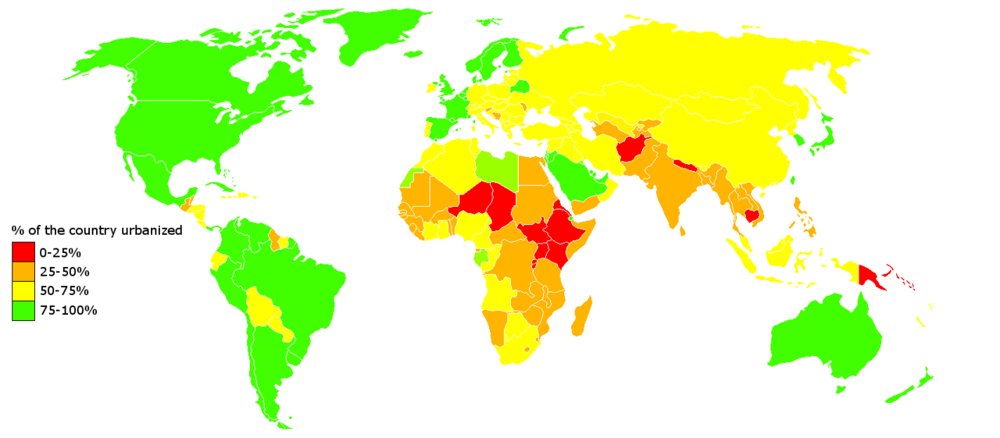 % of the country urbanized
0-25%
25-50%
50-75%
75-100%